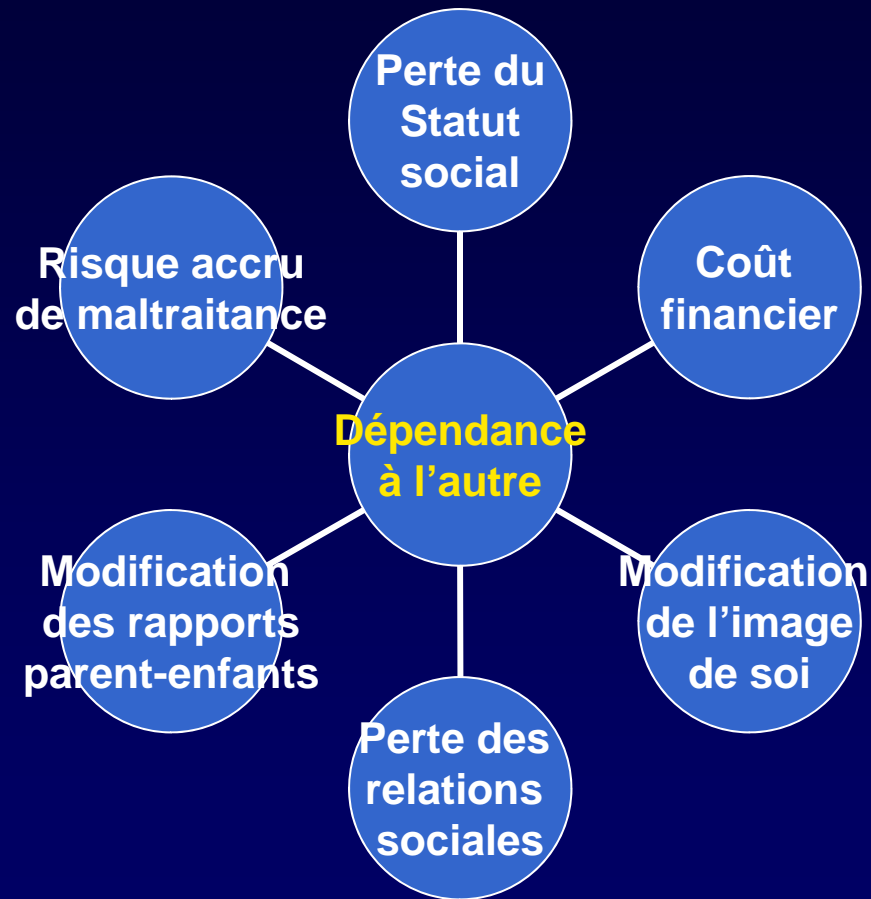 Perte du
Statut
social
Risque accru
de maltraitance
Coût
financier
Dépendance
à l’autre
Modification
des rapports
parent-enfants
Modification
de l’image
de soi
Perte des
relations
sociales